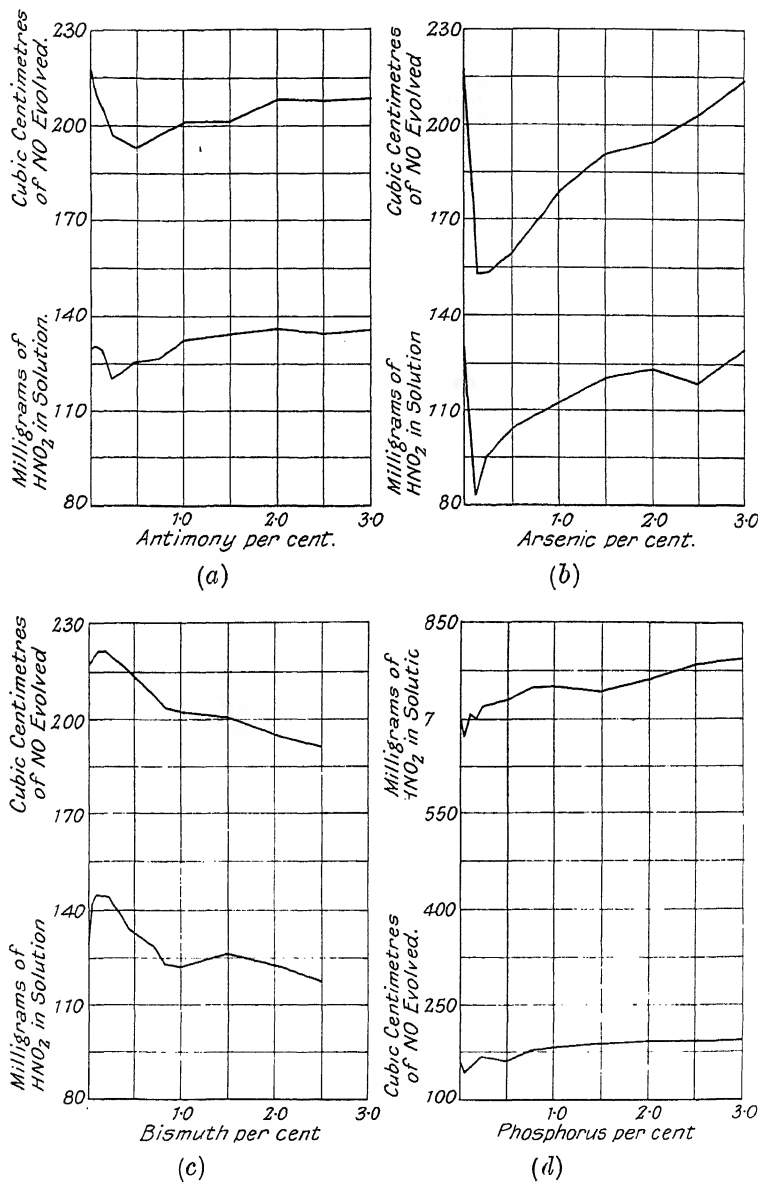 Cubic Centimetres
of NO Evolved.
Milligrams of
HNO2 in Solution.
230
200
170
140
110
80
1·0 2·0 3·0
Antimony per cent.
(a)
Cubic Centimetres
of NO Evolved
Milligrams of
HNO2 in Solution
230
200
170
140
110
80
1·0 2·0 3·0
Arsenic per cent.
(b)
Cubic Centimetres
of NO Evolved
Milligrams of
HNO2 in Solution
230
200
170
140
170
80
1·0 2·0 3·0
Bismuth per cent
(c)
Milligrams of
HNO2 in Solutic
Cubic Centimetres
of NO Evolved.
850
7
550
400
250
100
1·0 2·0 3·0
Phosphorus per cent
(d)